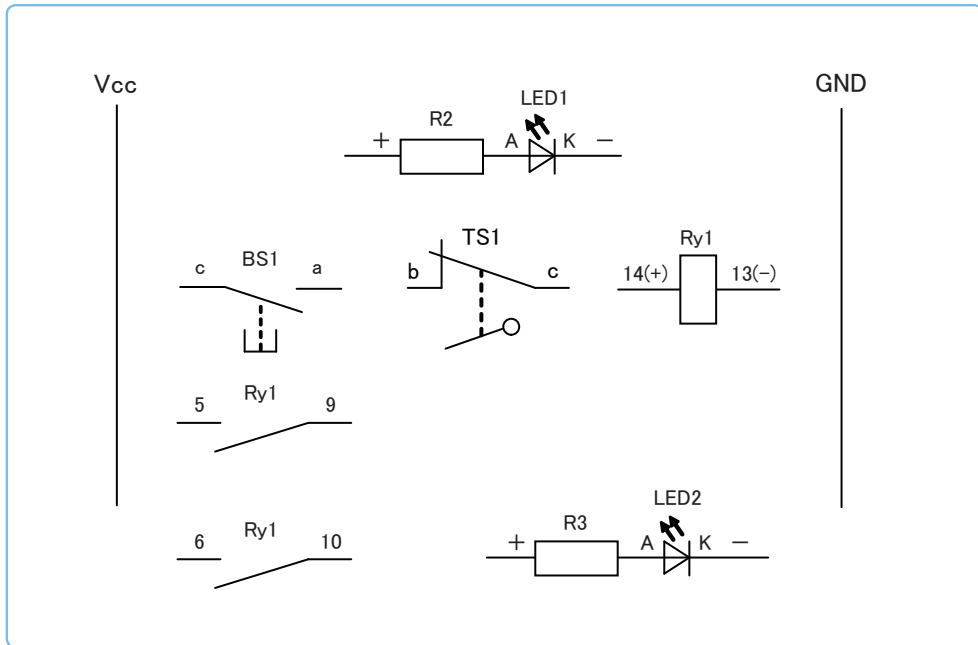 Vcc
GND
LED1
R2
+ A K −
TS1
Ry1
BS1
c a
b c
14(+) 13(−)
Ry1
5 9
Ry1
6 10
LED2
R3
+ A K −